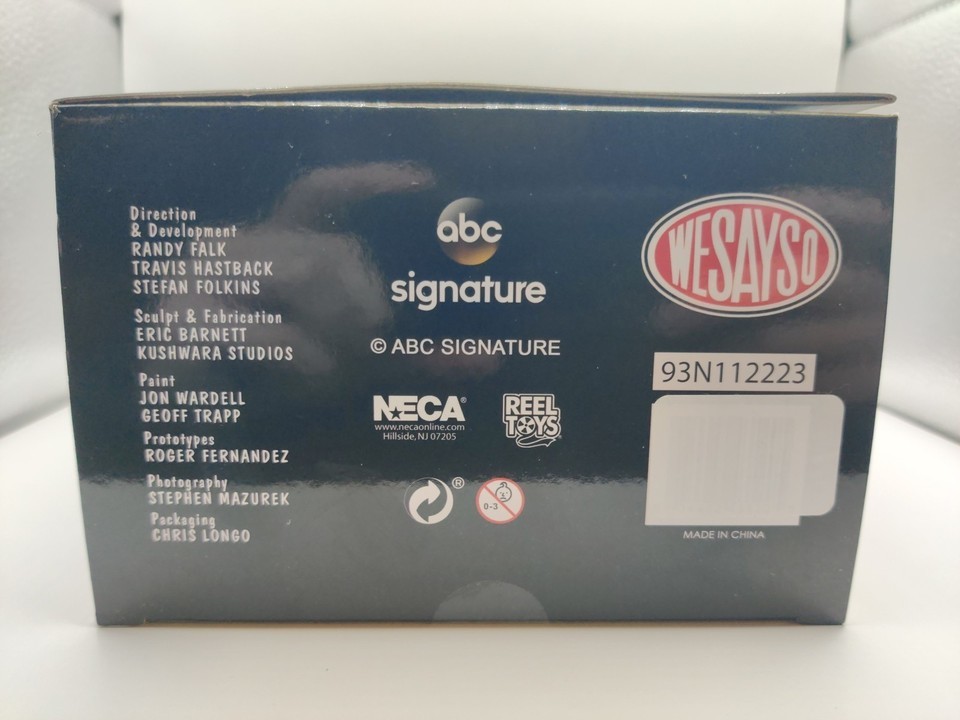 Direction
& Development
RANDY FALK
TRAVIS HASTBACK
STEFAN FOLKINS
Sculpt & Fabrication
ERIC BARNETT
KUSHWARA STUDIOS
Paint
JON WARDELL
GEOFF TRAPP
Prototypes
ROGER FERNANDEZ
Photography
STEPHEN MAZUREK
Packaging
CHRIS LONGO
abc
signature
© ABC SIGNATURE
NECA®
www.necaonline.com
Hillside, NJ 07205
REEL
TOYS
®
0-3
WESAYSO
93N112223
MADE IN CHINA